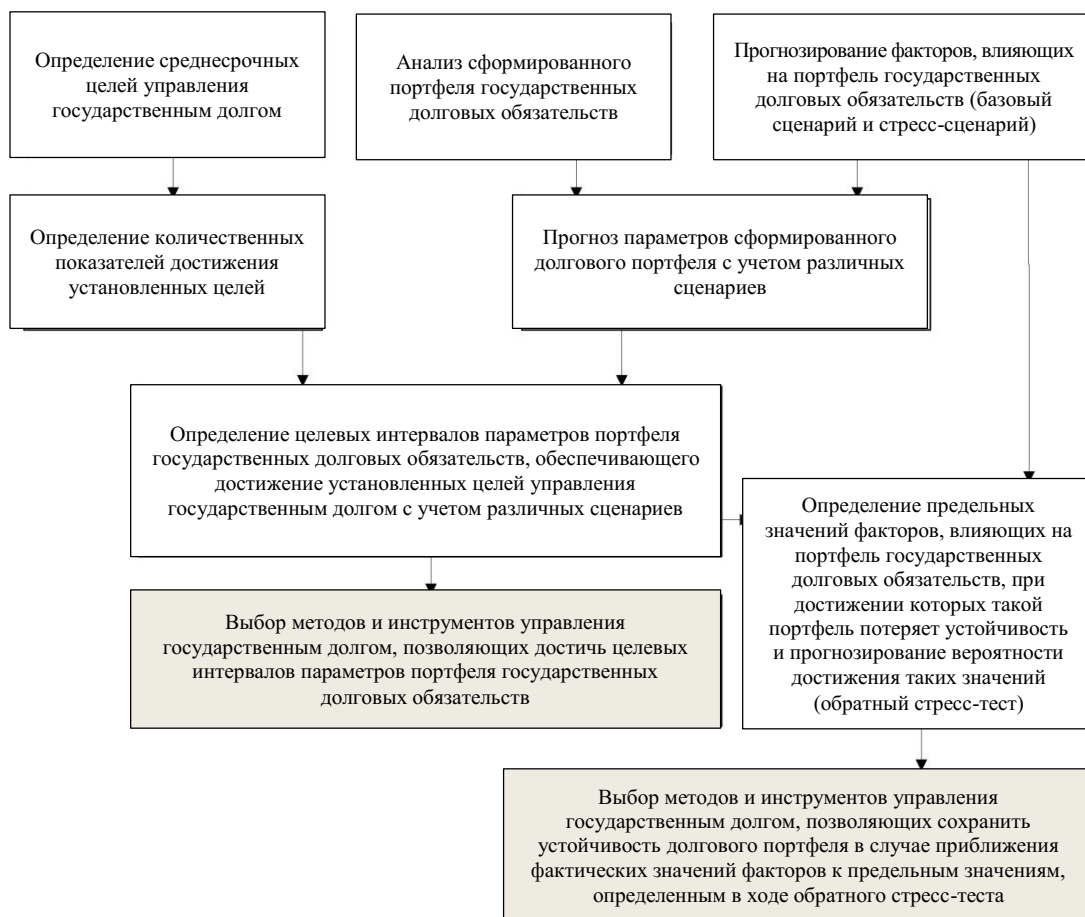 Определение среднесрочных
целей управления
государственным долгом
Анализ сформированного
портфеля государственных
долговых обязательств
Прогнозирование факторов, влияющих
на портфель государственных
долговых обязательств (базовый
сценарий и стресс-сценарий)
Определение количественных
показателей достижения
установленных целей
Прогноз параметров сформированного
долгового портфеля с учетом различных
сценариев
Определение целевых интервалов параметров портфеля
государственных долговых обязательств, обеспечивающего
достижение установленных целей управления
государственным долгом с учетом различных сценариев
Определение предельных
значений факторов, влияющих на
портфель государственных
долговых обязательств, при
достижении которых такой
портфель потеряет устойчивость
и прогнозирование вероятности
достижения таких значений
(обратный стресс-тест)
Выбор методов и инструментов управления
государственным долгом, позволяющих достичь целевых
интервалов параметров портфеля государственных
долговых обязательств
Выбор методов и инструментов управления
государственным долгом, позволяющих сохранить
устойчивость долгового портфеля в случае приближения
фактических значений факторов к предельным значениям,
определенным в ходе обратного стресс-теста